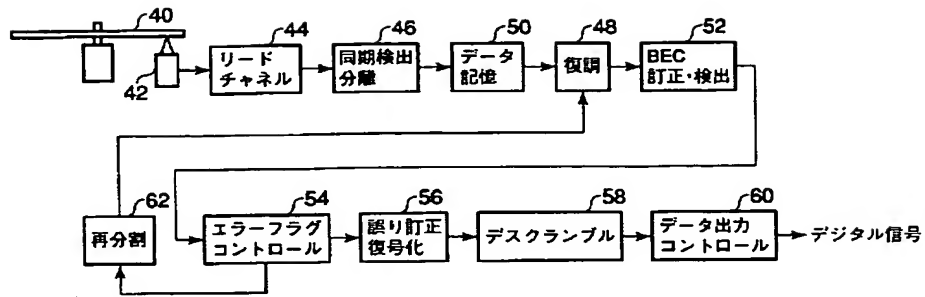 40
42
44
リード
チャネル
46
同期検出
分離
50
データ
記憶
48
復調
52
BEC
訂正・検出
62
再分割
54
エラーフラグ
コントロール
56
誤り訂正
復号化
58
デスクランブル
60
データ出力
コントロール
デジタル信号